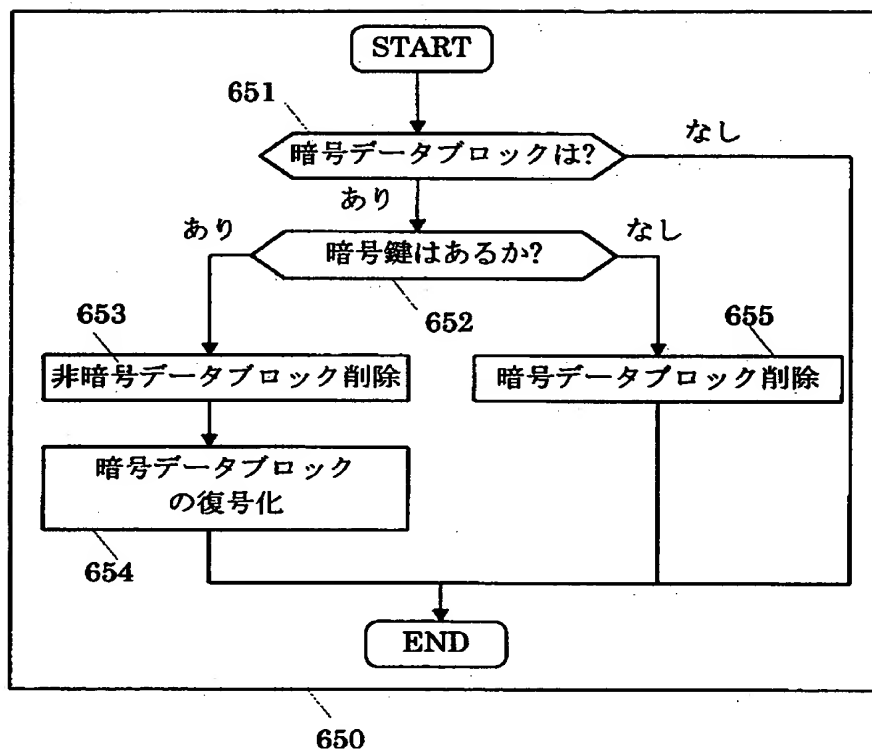 START
651
暗号データブロックは?
なし
あり
あり
暗号鍵はあるか?
なし
652
653
655
非暗号データブロック削除
暗号データブロック削除
暗号データブロック
の復号化
654
END
650